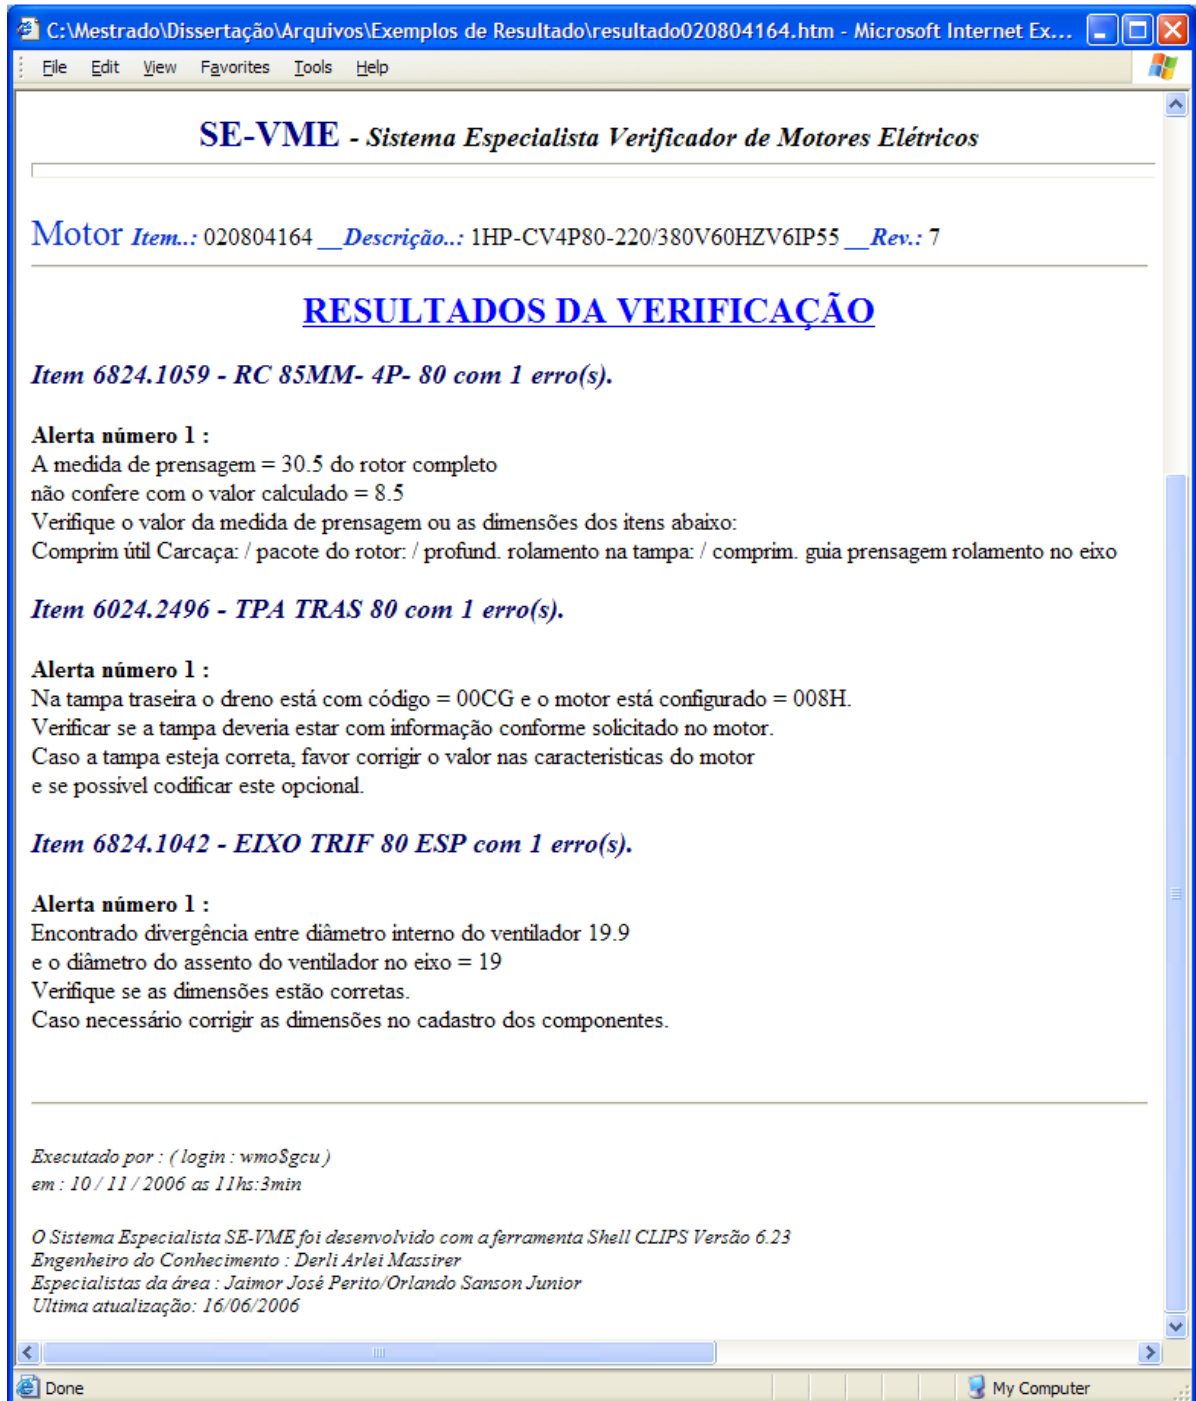 C:\Mestrado\Dissertação\Arquivos\Exemplos de Resultado\resultado020804164.htm - Microsoft Internet Ex...
File Edit View Favorites Tools Help
SE-VME - Sistema Especialista Verificador de Motores Elétricos
Motor Item..: 020804164 __Descrição..: 1HP-CV4P80-220/380V60HZV6IP55 __Rev.: 7
RESULTADOS DA VERIFICAÇÃO
Item 6824.1059 - RC 85MM- 4P- 80 com 1 erro(s).
Alerta número 1 :
A medida de prensagem = 30.5 do rotor completo
não confere com o valor calculado = 8.5
Verifique o valor da medida de prensagem ou as dimensões dos itens abaixo:
Comprim útil Carcaça: / pacote do rotor: / profund. rolamento na tampa: / comprim. guia prensagem rolamento no eixo
Item 6024.2496 - TPA TRAS 80 com 1 erro(s).
Alerta número 1 :
Na tampa traseira o dreno está com código = 00CG e o motor está configurado = 008H.
Verificar se a tampa deveria estar com informação conforme solicitado no motor.
Caso a tampa esteja correta, favor corrigir o valor nas caracteristicas do motor
e se possível codificar este opcional.
Item 6824.1042 - EIXO TRIF 80 ESP com 1 erro(s).
Alerta número 1 :
Encontrado divergência entre diâmetro interno do ventilador 19.9
e o diâmetro do assento do ventilador no eixo = 19
Verifique se as dimensões estão corretas.
Caso necessário corrigir as dimensões no cadastro dos componentes.
Executado por : ( login : wmo$gcu )
em : 10 / 11 / 2006 as 11hs:3min
O Sistema Especialista SE-VME foi desenvolvido com a ferramenta Shell CLIPS Versão 6.23
Engenheiro do Conhecimento : Derli Arlei Massirer
Especialistas da área : Jaimor José Perito/Orlando Sanson Junior
Ultima atualização: 16/06/2006
Done My Computer